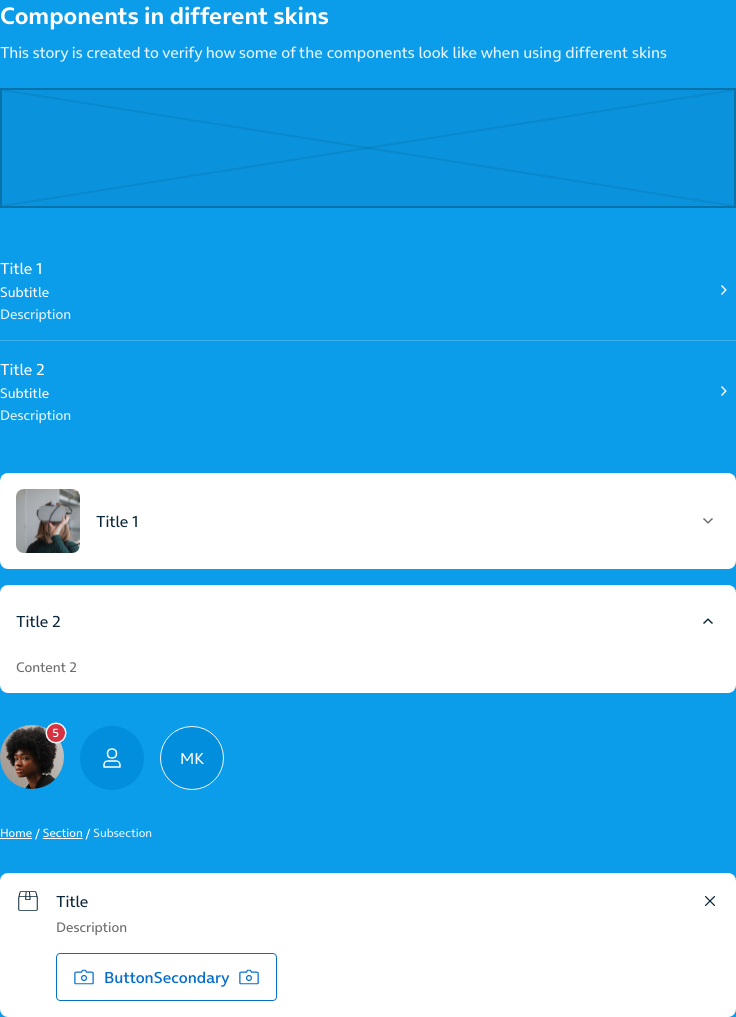 Components in different skins
This story is created to verify how some of the components look like when using different skins
Title 1
Subtitle
Description
Title 2
Subtitle
Description
Title 1
Title 2
Content 2
5
MK
Home / Section / Subsection
Title
Description
ButtonSecondary